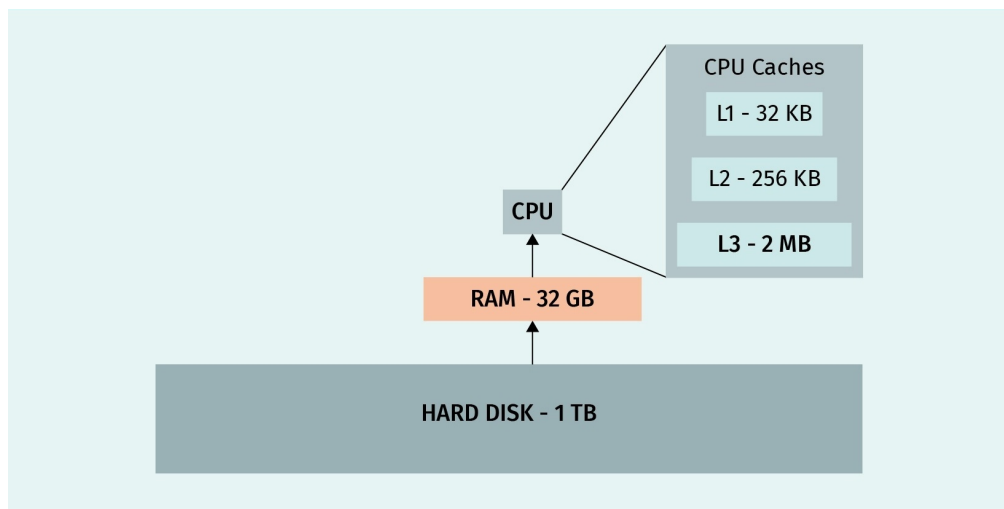 CPU Caches
L1 - 32 KB
L2 - 256 KB
L3 - 2 MB
CPU
RAM - 32 GB
HARD DISK - 1 TB